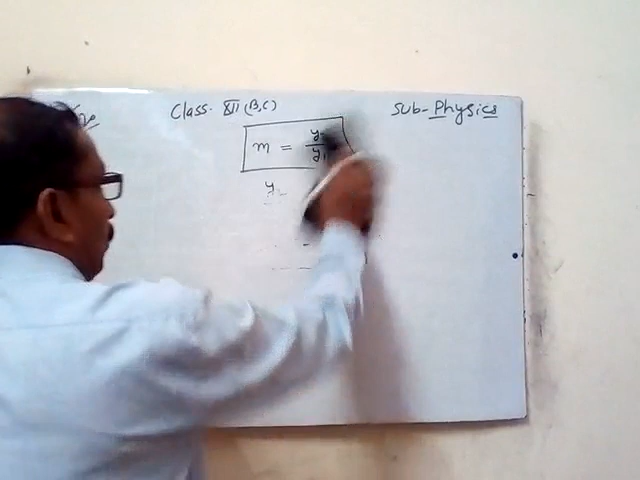 Class- XII (B,C) Sub- Physics
m = y₂/y₁
y